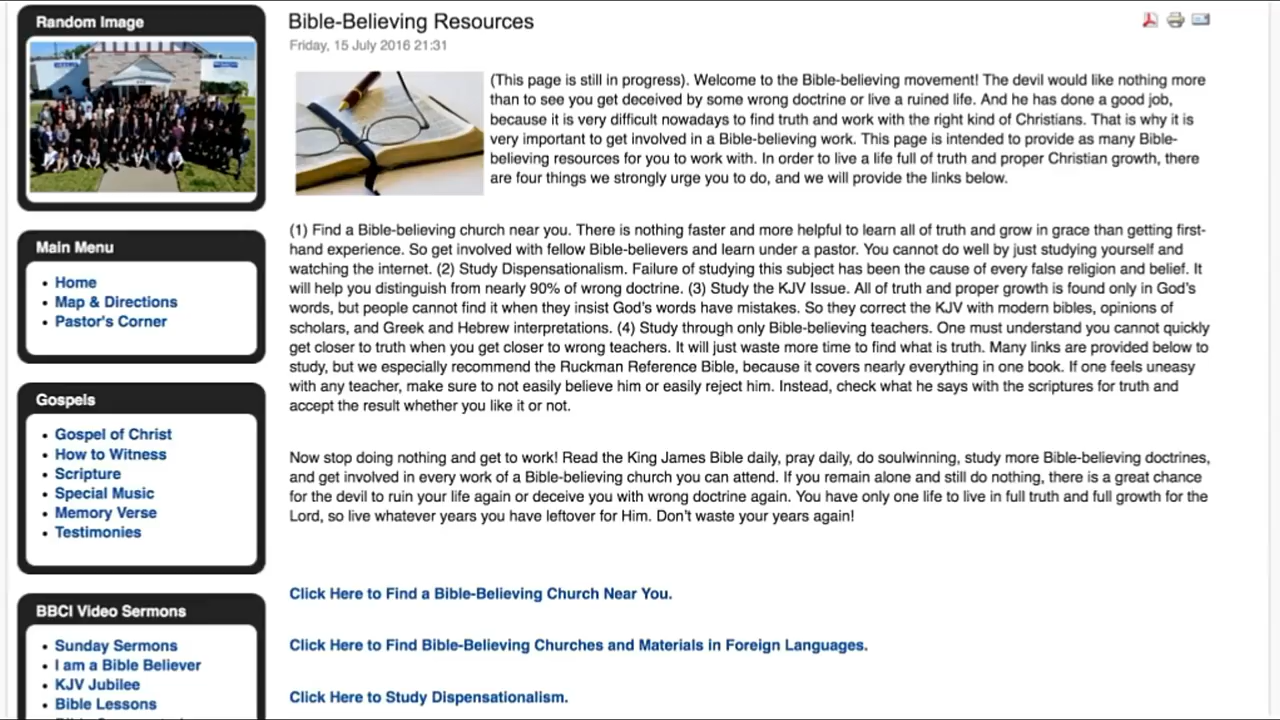 Random Image
Main Menu
Home
Map & Directions
Pastor's Corner
Gospels
Gospel of Christ
How to Witness
Scripture
Special Music
Memory Verse
Testimonies
BBCI Video Sermons
Sunday Sermons
I am a Bible Believer
KJV Jubilee
Bible Lessons
Bible-Believing Resources
Friday, 15 July 2016 21:31
(This page is still in progress). Welcome to the Bible-believing movement! The devil would like nothing more
than to see you get deceived by some wrong doctrine or live a ruined life. And he has done a good job,
because it is very difficult nowadays to find truth and work with the right kind of Christians. That is why it is
very important to get involved in a Bible-believing work. This page is intended to provide as many Bible-
believing resources for you to work with. In order to live a life full of truth and proper Christian growth, there
are four things we strongly urge you to do, and we will provide the links below.
(1) Find a Bible-believing church near you. There is nothing faster and more helpful to learn all of truth and grow in grace than getting first-
hand experience. So get involved with fellow Bible-believers and learn under a pastor. You cannot do well by just studying yourself and
watching the internet. (2) Study Dispensationalism. Failure of studying this subject has been the cause of every false religion and belief. It
will help you distinguish from nearly 90% of wrong doctrine. (3) Study the KJV Issue. All of truth and proper growth is found only in God's
words, but people cannot find it when they insist God's words have mistakes. So they correct the KJV with modern bibles, opinions of
scholars, and Greek and Hebrew interpretations. (4) Study through only Bible-believing teachers. One must understand you cannot quickly
get closer to truth when you get closer to wrong teachers. It will just waste more time to find what is truth. Many links are provided below to
study, but we especially recommend the Ruckman Reference Bible, because it covers nearly everything in one book. If one feels uneasy
with any teacher, make sure to not easily believe him or easily reject him. Instead, check what he says with the scriptures for truth and
accept the result whether you like it or not.
Now stop doing nothing and get to work! Read the King James Bible daily, pray daily, do soulwinning, study more Bible-believing doctrines,
and get involved in every work of a Bible-believing church you can attend. If you remain alone and still do nothing, there is a great chance
for the devil to ruin your life again or deceive you with wrong doctrine again. You have only one life to live in full truth and full growth for the
Lord, so live whatever years you have leftover for Him. Don't waste your years again!
Click Here to Find a Bible-Believing Church Near You.
Click Here to Find Bible-Believing Churches and Materials in Foreign Languages.
Click Here to Study Dispensationalism.